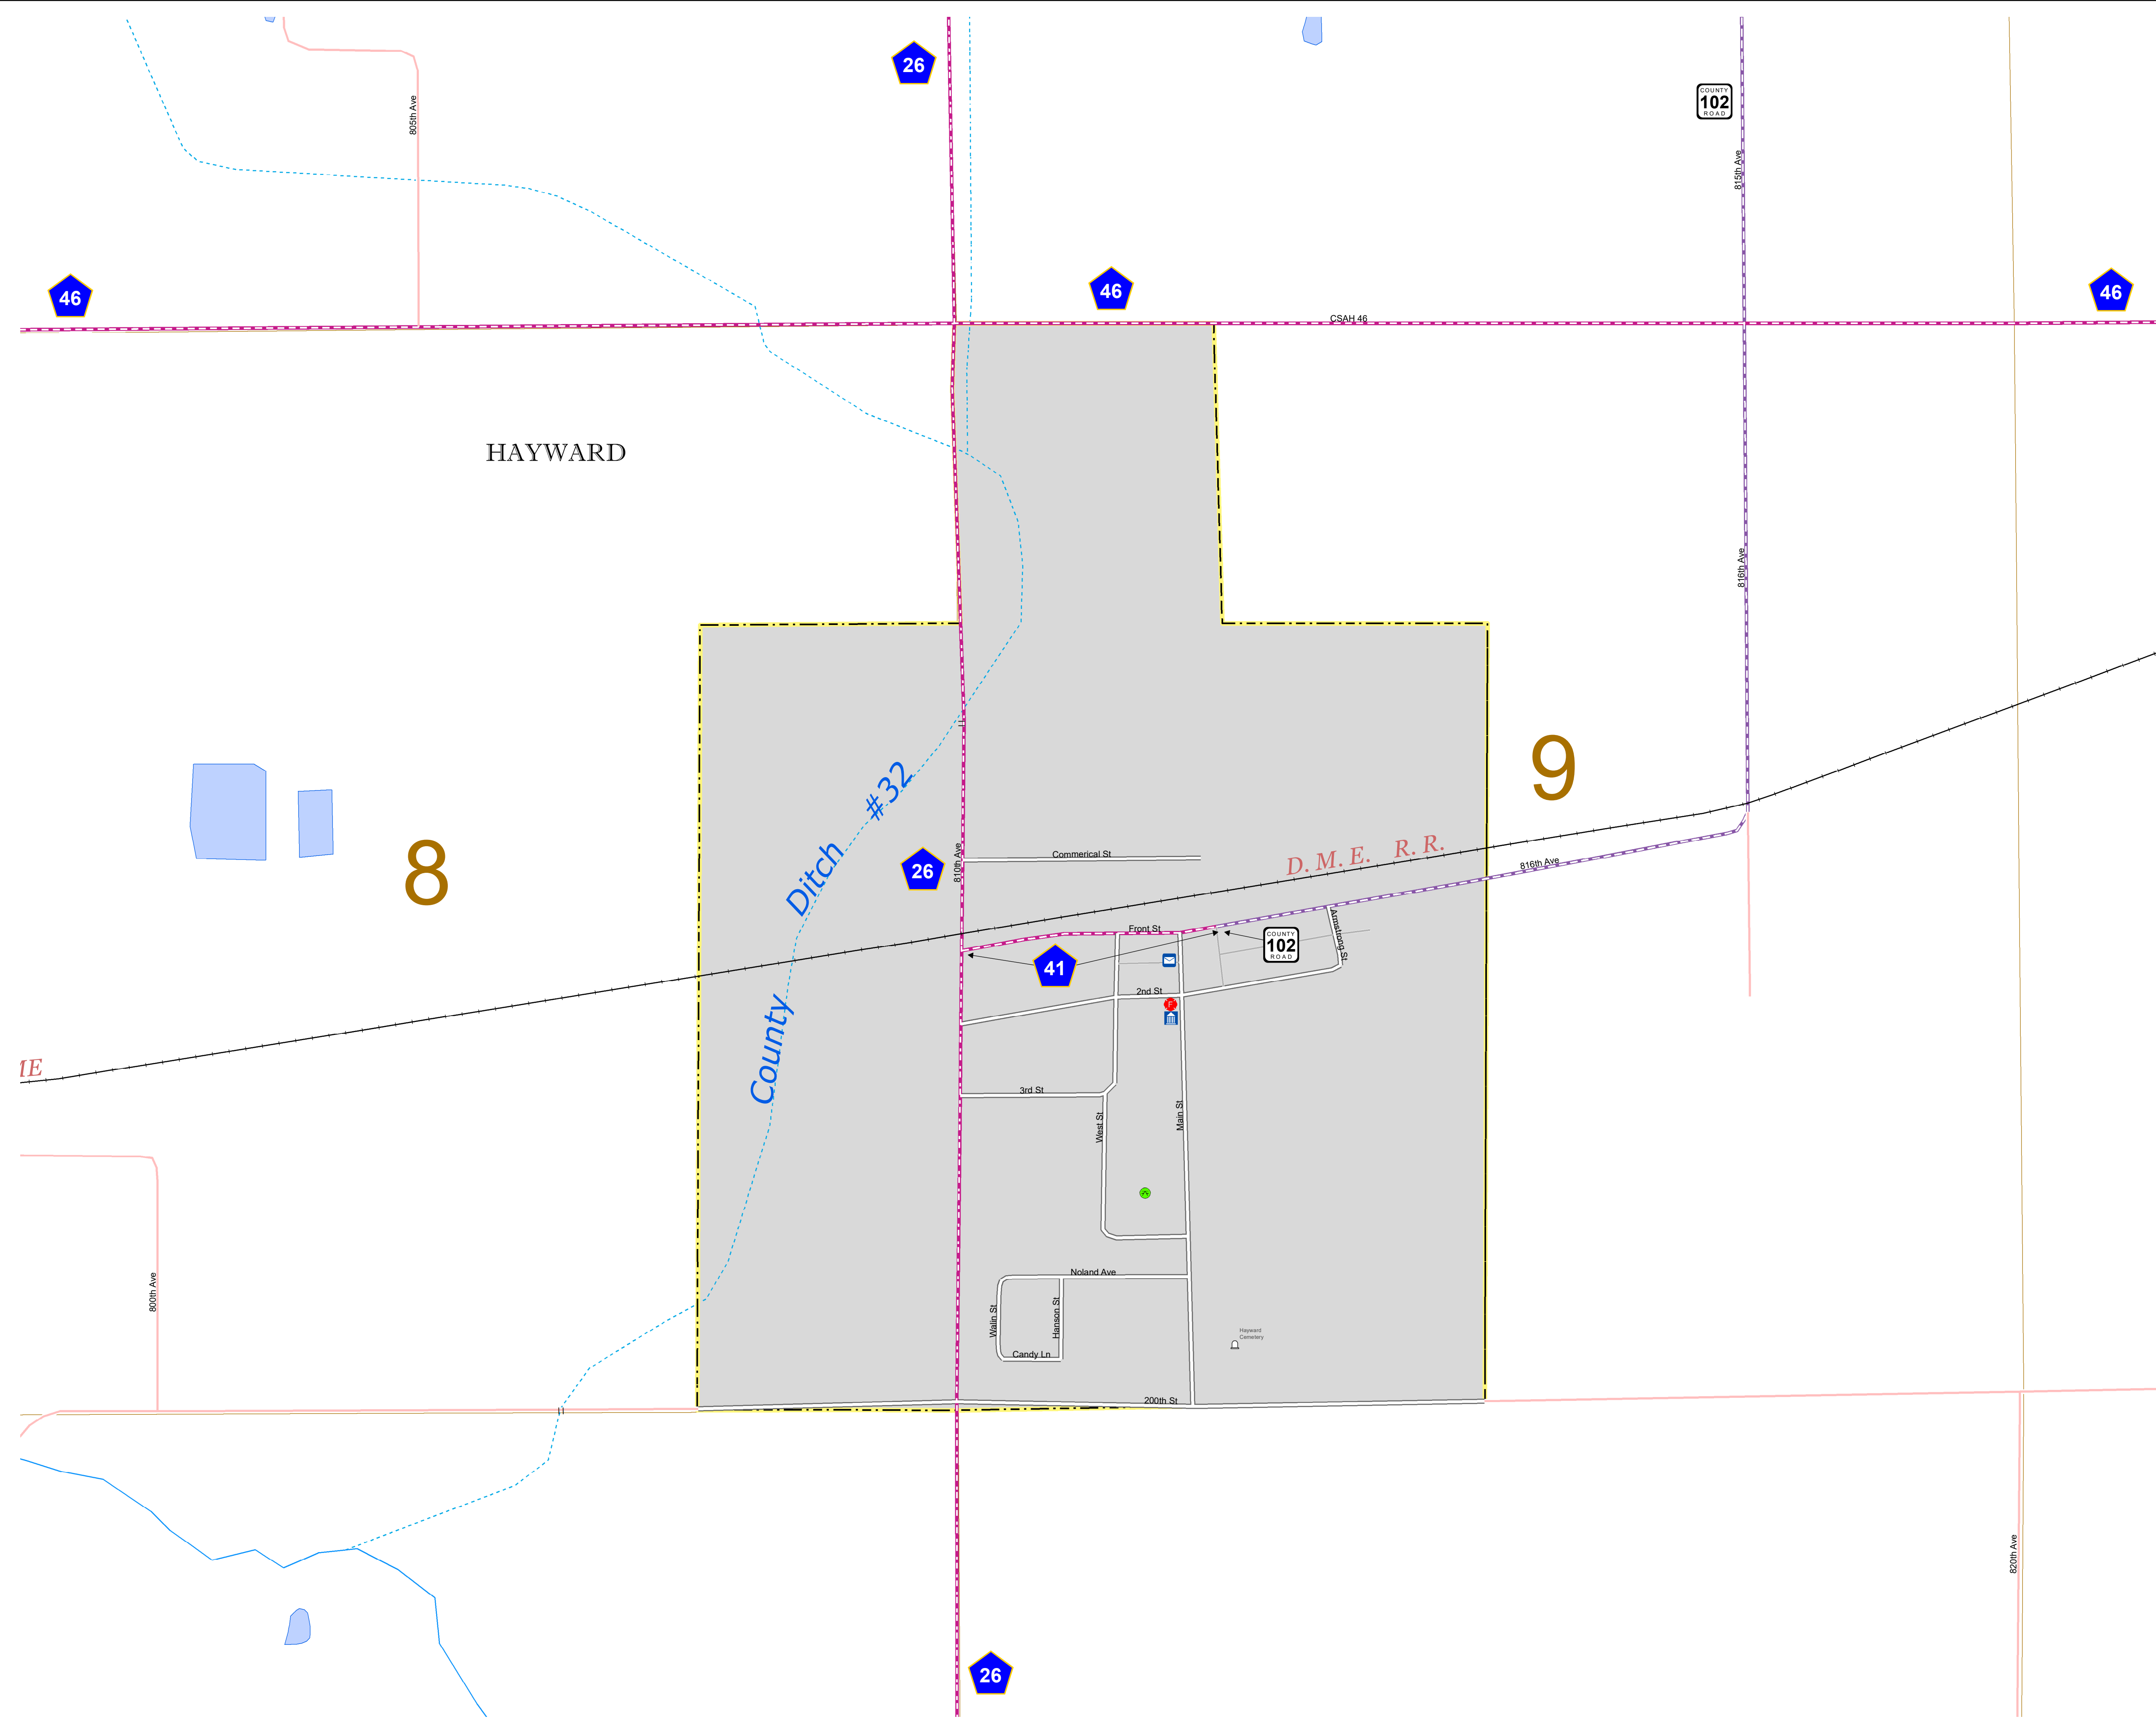 26
COUNTY
102
ROAD
805th Ave
815th Ave
46
46
46
CSAH 46
HAYWARD
816th Ave
9
#32
8
Ditch
26
810th Ave
Commerical St
D. M. E. R. R.
816th Ave
Front St
Armstrong St
COUNTY
102
ROAD
41
2nd St
F
County
ME
3rd St
West St
Main St
800th Ave
Noland Ave
Walin St
Hanson St
Hayward
Cemetery
Candy Ln
200th St
820th Ave
26